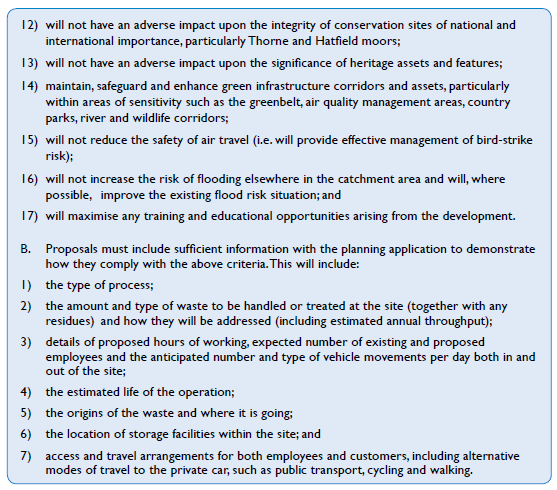 12) will not have an adverse impact upon the integrity of conservation sites of national and
international importance, particularly Thorne and Hatfield moors;
13) will not have an adverse impact upon the significance of heritage assets and features;
14) maintain, safeguard and enhance green infrastructure corridors and assets, particularly
within areas of sensitivity such as the greenbelt, air quality management areas, country
parks, river and wildlife corridors;
15) will not reduce the safety of air travel (i.e. will provide effective management of bird-strike
risk);
16) will not increase the risk of flooding elsewhere in the catchment area and will, where
possible, improve the existing flood risk situation; and
17) will maximise any training and educational opportunities arising from the development.
B. Proposals must include sufficient information with the planning application to demonstrate
how they comply with the above criteria. This will include:
1) the type of process;
2) the amount and type of waste to be handled or treated at the site (together with any
residues) and how they will be addressed (including estimated annual throughput);
3) details of proposed hours of working, expected number of existing and proposed
employees and the anticipated number and type of vehicle movements per day both in and
out of the site;
4) the estimated life of the operation;
5) the origins of the waste and where it is going;
6) the location of storage facilities within the site; and
7) access and travel arrangements for both employees and customers, including alternative
modes of travel to the private car, such as public transport, cycling and walking.